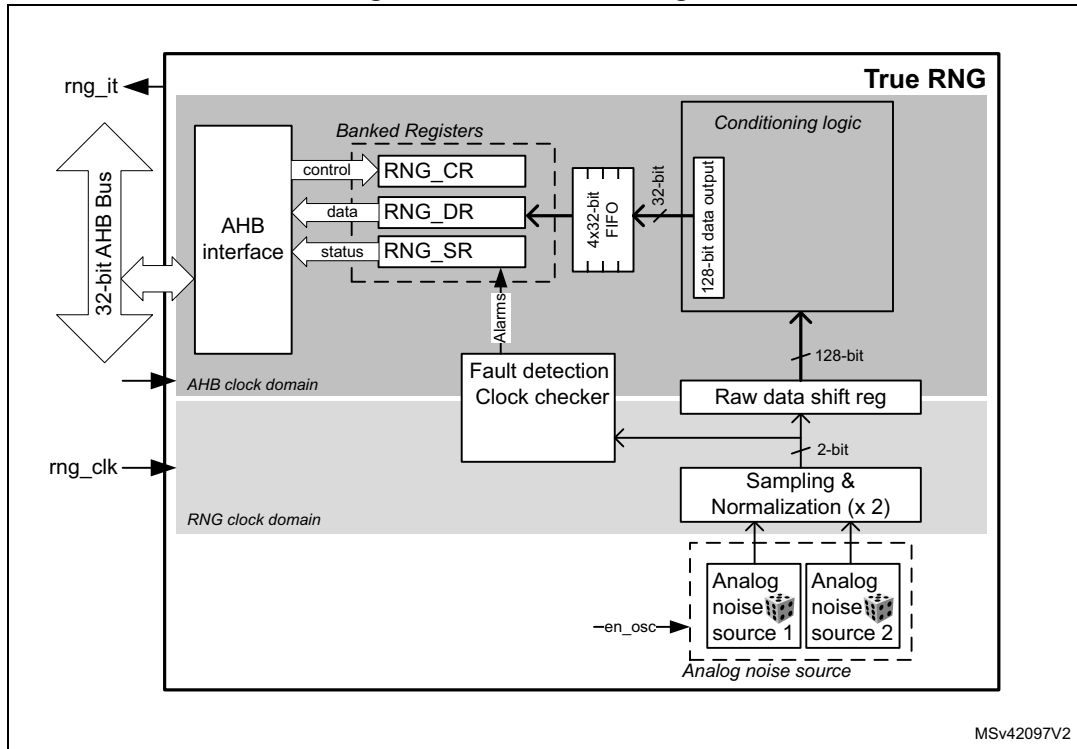 True RNG
rng_it
Banked Registers
Conditioning logic
control
RNG_CR
data
RNG_DR
status
RNG_SR
AHB
interface
32-bit AHB Bus
4x32-bit
FIFO
32-bit
128-bit data output
Alarms
Fault detection
Clock checker
128-bit
AHB clock domain
Raw data shift reg
rng_clk
2-bit
Sampling &
Normalization (x 2)
RNG clock domain
Analog
noise
source 1
Analog
noise
source 2
en_osc
Analog noise source
MSv42097V2